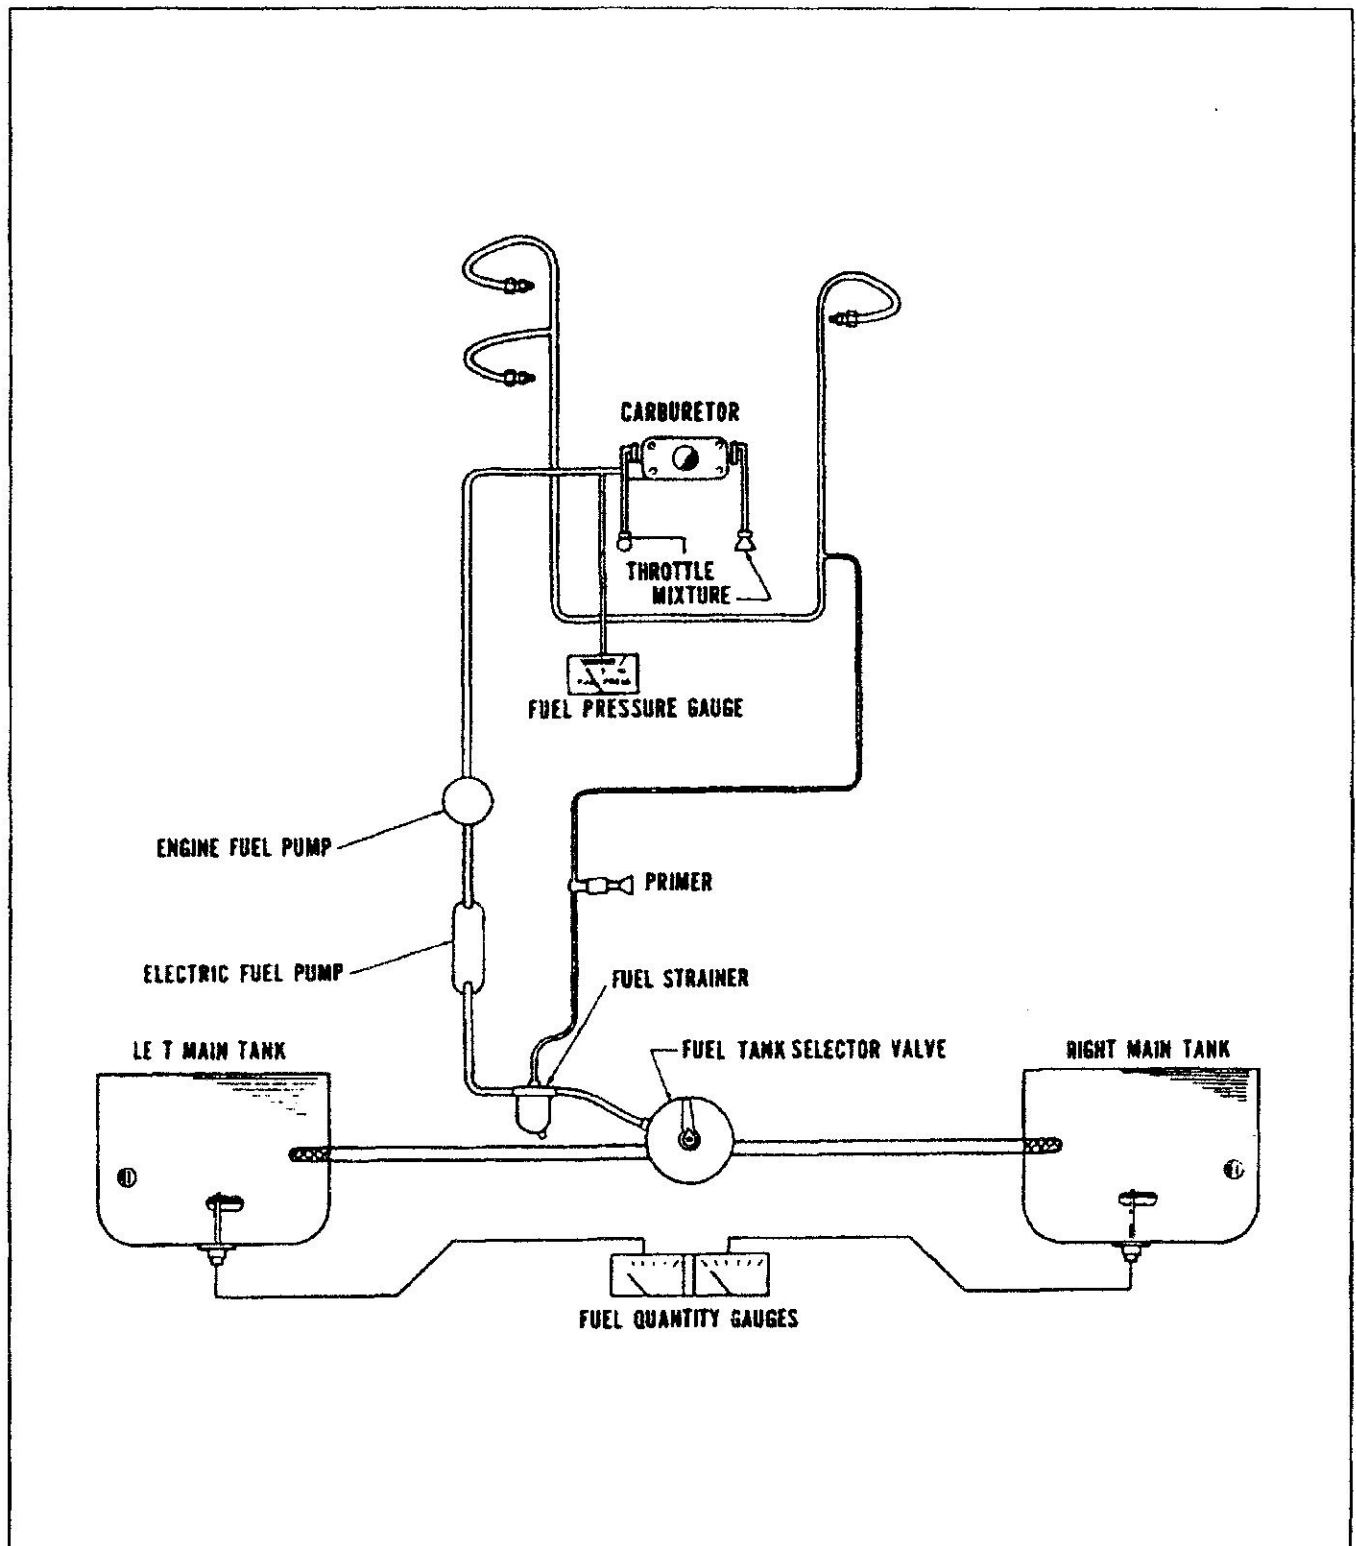 CARBURETOR
THROTTLE
MIXTURE
FUEL PRESSURE GAUGE
ENGINE FUEL PUMP
PRIMER
ELECTRIC FUEL PUMP
FUEL STRAINER
LE T MAIN TANK
FUEL TANK SELECTOR VALVE
RIGHT MAIN TANK
FUEL QUANTITY GAUGES